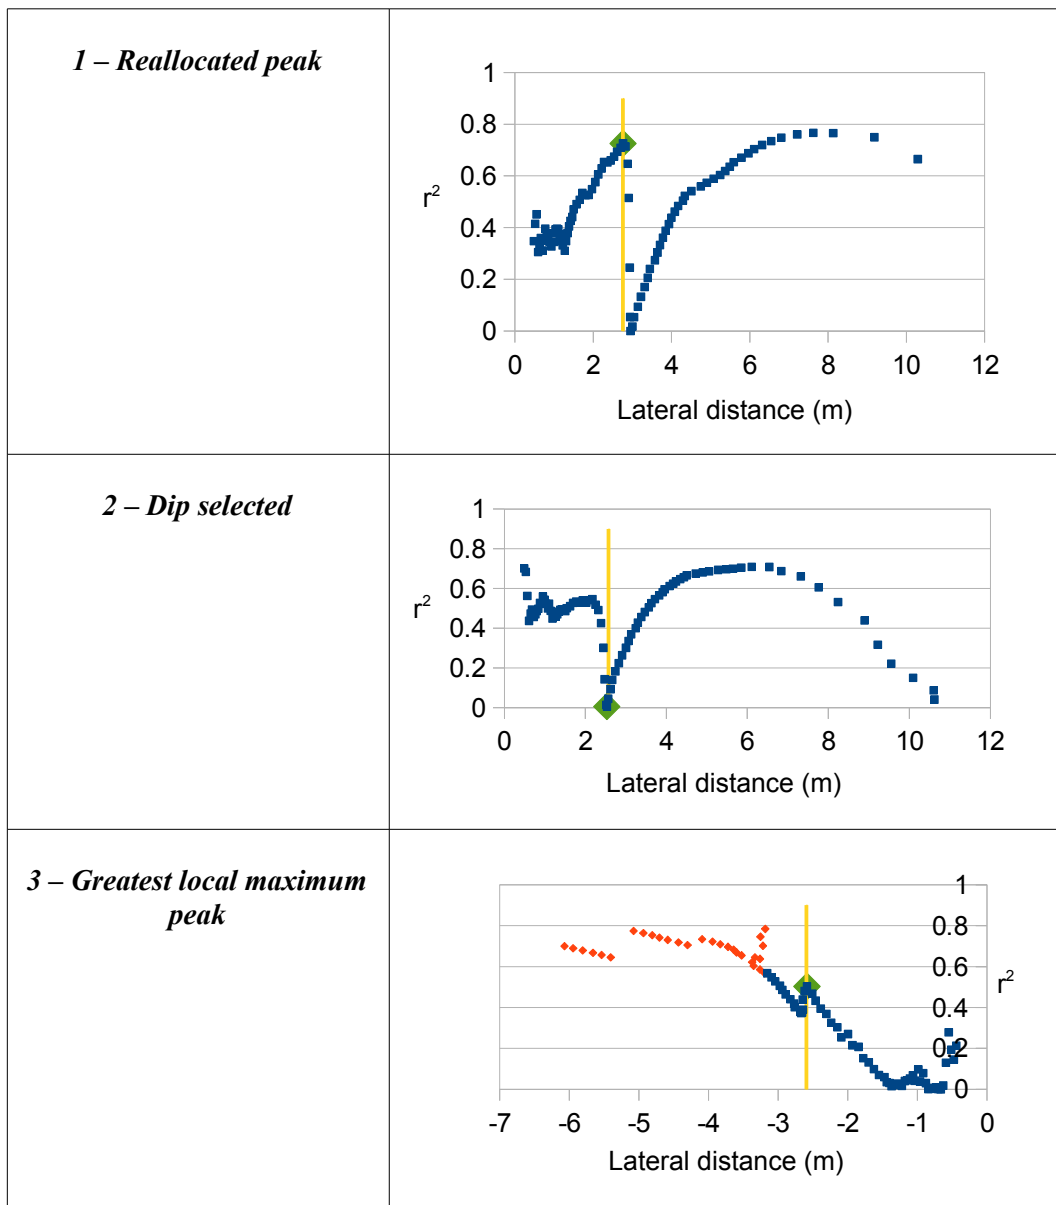 1 – Reallocated peak
1
0.8
0.6
r²
0.4
0.2
0
0 2 4 6 8 10 12
Lateral distance (m)
2 – Dip selected
1
0.8
0.6
r²
0.4
0.2
0
0 2 4 6 8 10 12
Lateral distance (m)
3 – Greatest local maximum
peak
1
0.8
0.6
r²
0.4
0.2
0
-7 -6 -5 -4 -3 -2 -1 0
Lateral distance (m)